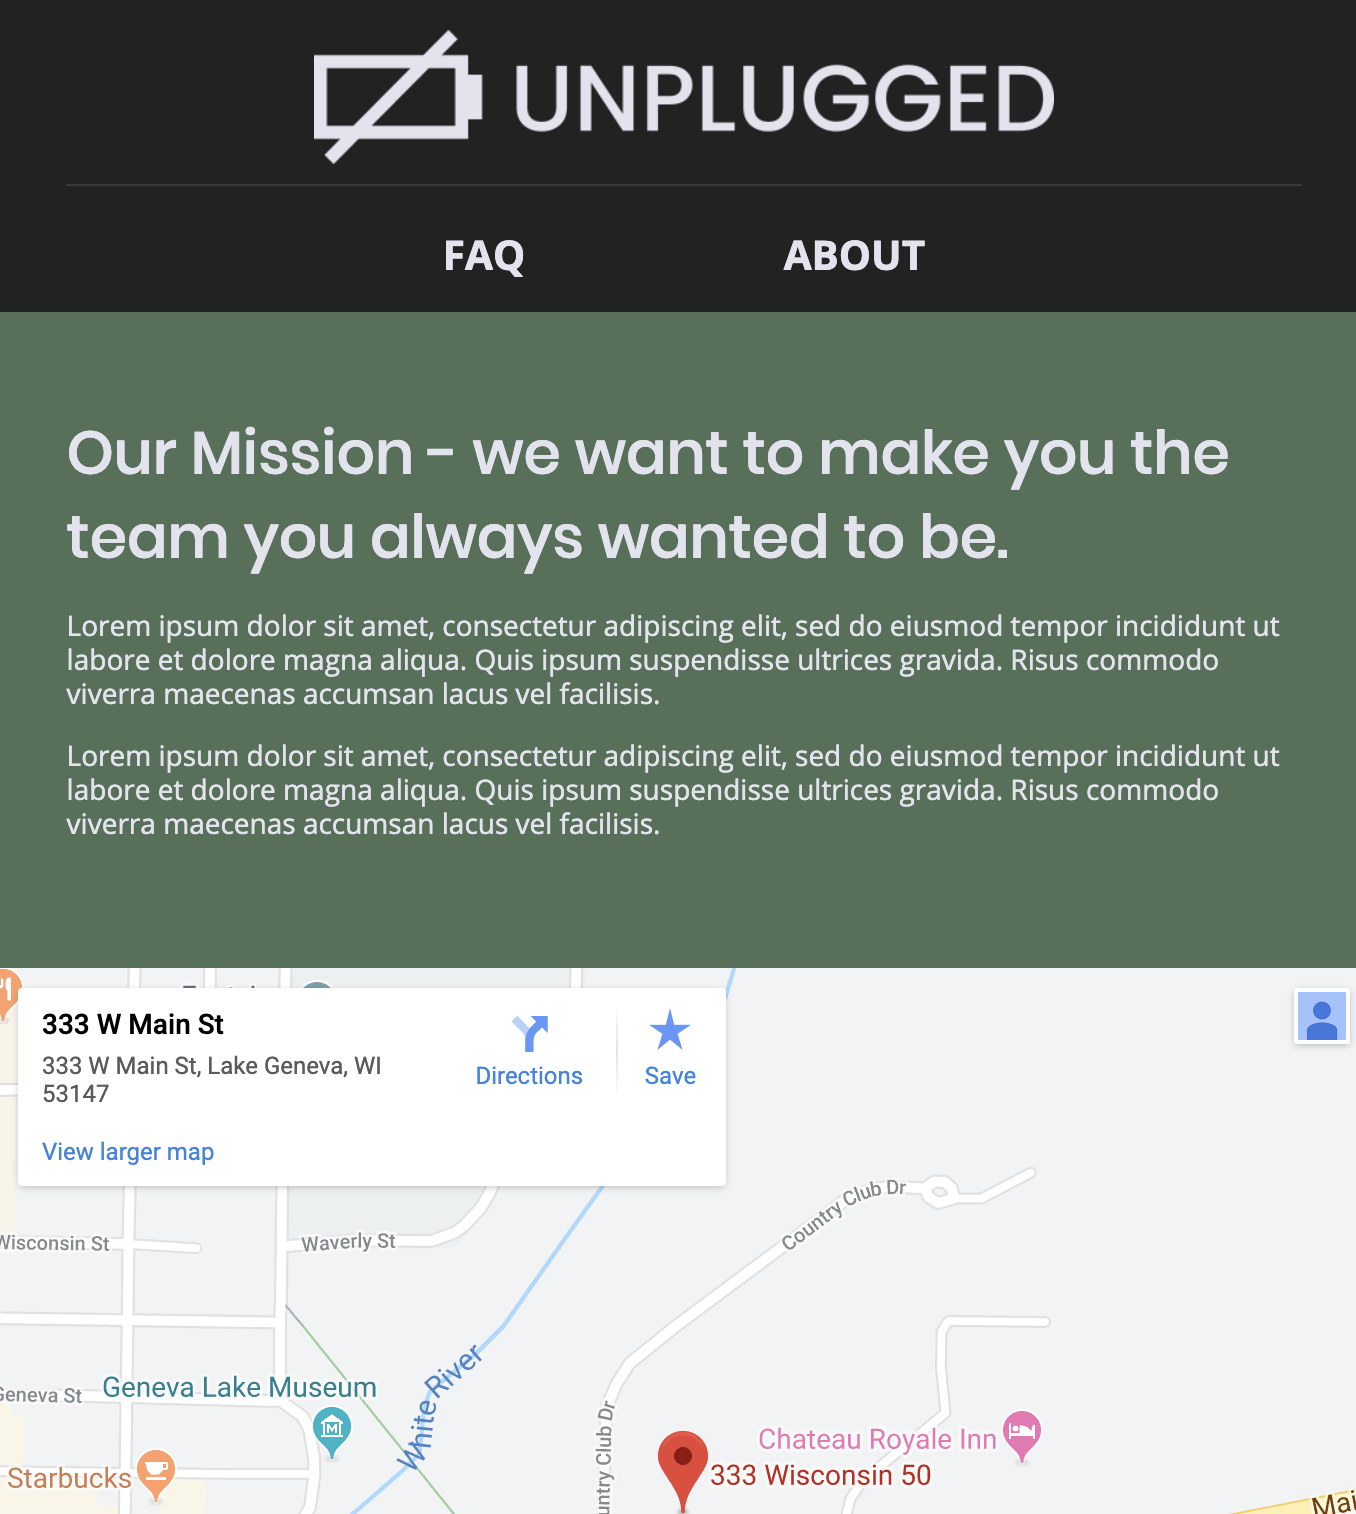 UNPLUGGED
FAQ
ABOUT
Our Mission - we want to make you the
team you always wanted to be.
Lorem ipsum dolor sit amet, consectetur adipiscing elit, sed do eiusmod tempor incididunt ut
labore et dolore magna aliqua. Quis ipsum suspendisse ultrices gravida. Risus commodo
viverra maecenas accumsan lacus vel facilisis.
Lorem ipsum dolor sit amet, consectetur adipiscing elit, sed do eiusmod tempor incididunt ut
labore et dolore magna aliqua. Quis ipsum suspendisse ultrices gravida. Risus commodo
viverra maecenas accumsan lacus vel facilisis.
333 W Main St
333 W Main St, Lake Geneva, WI
53147
Directions
Save
View larger map
Country Club Dr
Wisconsin St
Waverly St
White River
Geneva St
Geneva Lake Museum
M
Club Dr
Chateau Royale Inn
Starbucks
333 Wisconsin 50